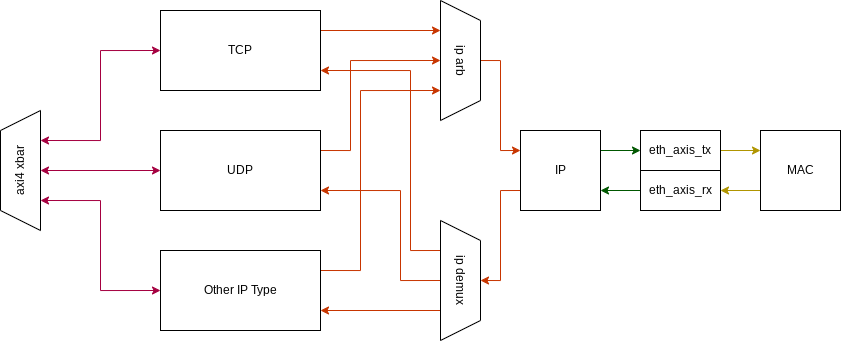 TCP
ip arb
axi4 xbar
UDP
IP
eth_axis_tx
eth_axis_rx
MAC
Other IP Type
ip demux